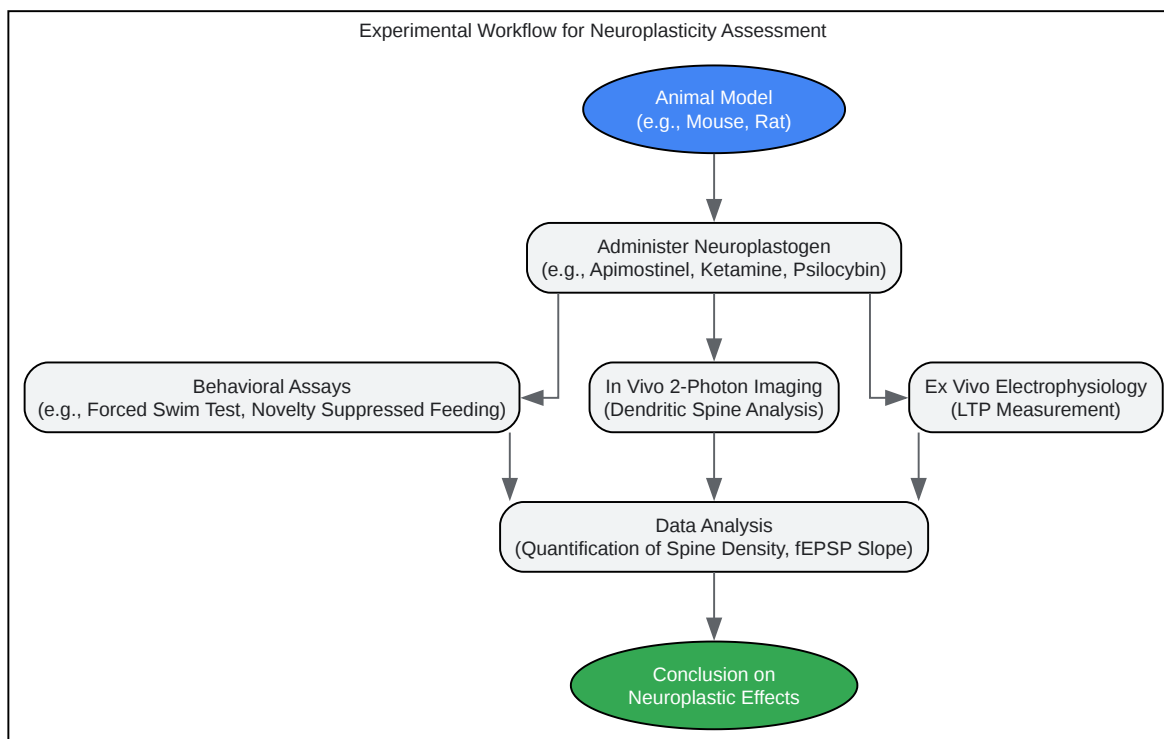 Experimental Workflow for Neuroplasticity Assessment
Animal Model
(e.g., Mouse, Rat)
Administer Neuroplastogen
(e.g., Apimostinel, Ketamine, Psilocybin)
Behavioral Assays
(e.g., Forced Swim Test, Novelty Suppressed Feeding)
In Vivo 2-Photon Imaging
(Dendritic Spine Analysis)
Ex Vivo Electrophysiology
(LTP Measurement)
Data Analysis
(Quantification of Spine Density, fEPSP Slope)
Conclusion on
Neuroplastic Effects